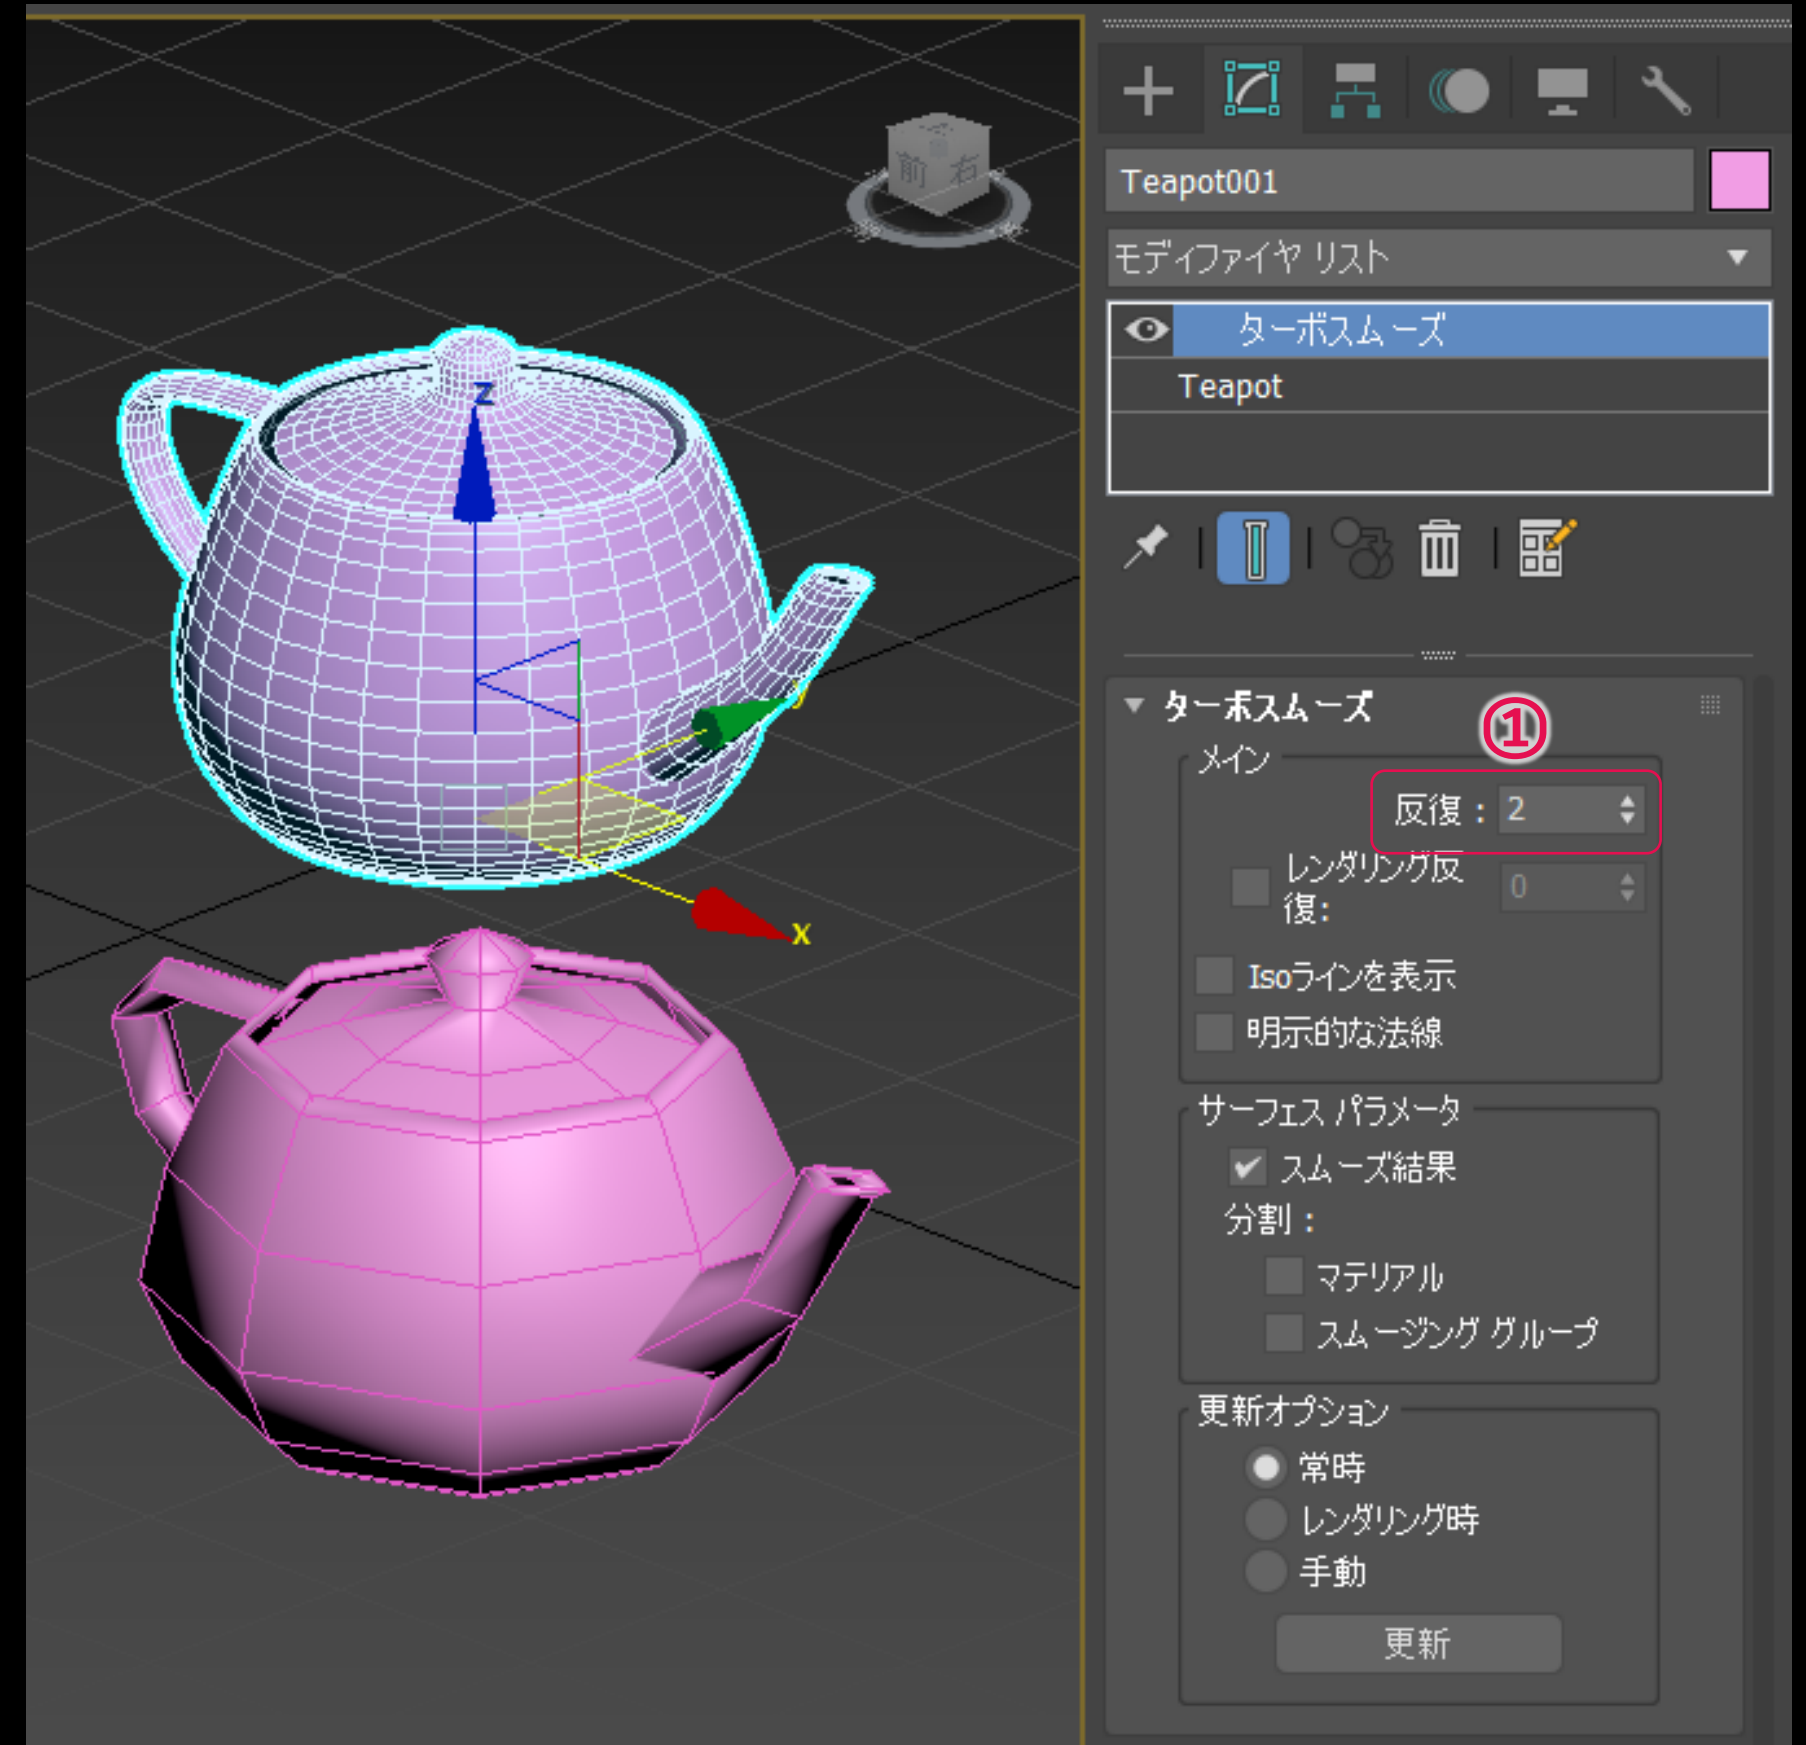 前 右
z
y
x
Teapot001
モディファイヤ リスト
ターボスムーズ
Teapot
ターボスムーズ
①
メイン
反復：2
レンダリング反
復: 0
Isoラインを表示
明示的な法線
サーフェス パラメータ
スムーズ結果
分割：
マテリアル
スムージング グループ
更新オプション
常時
レンダリング時
手動
更新